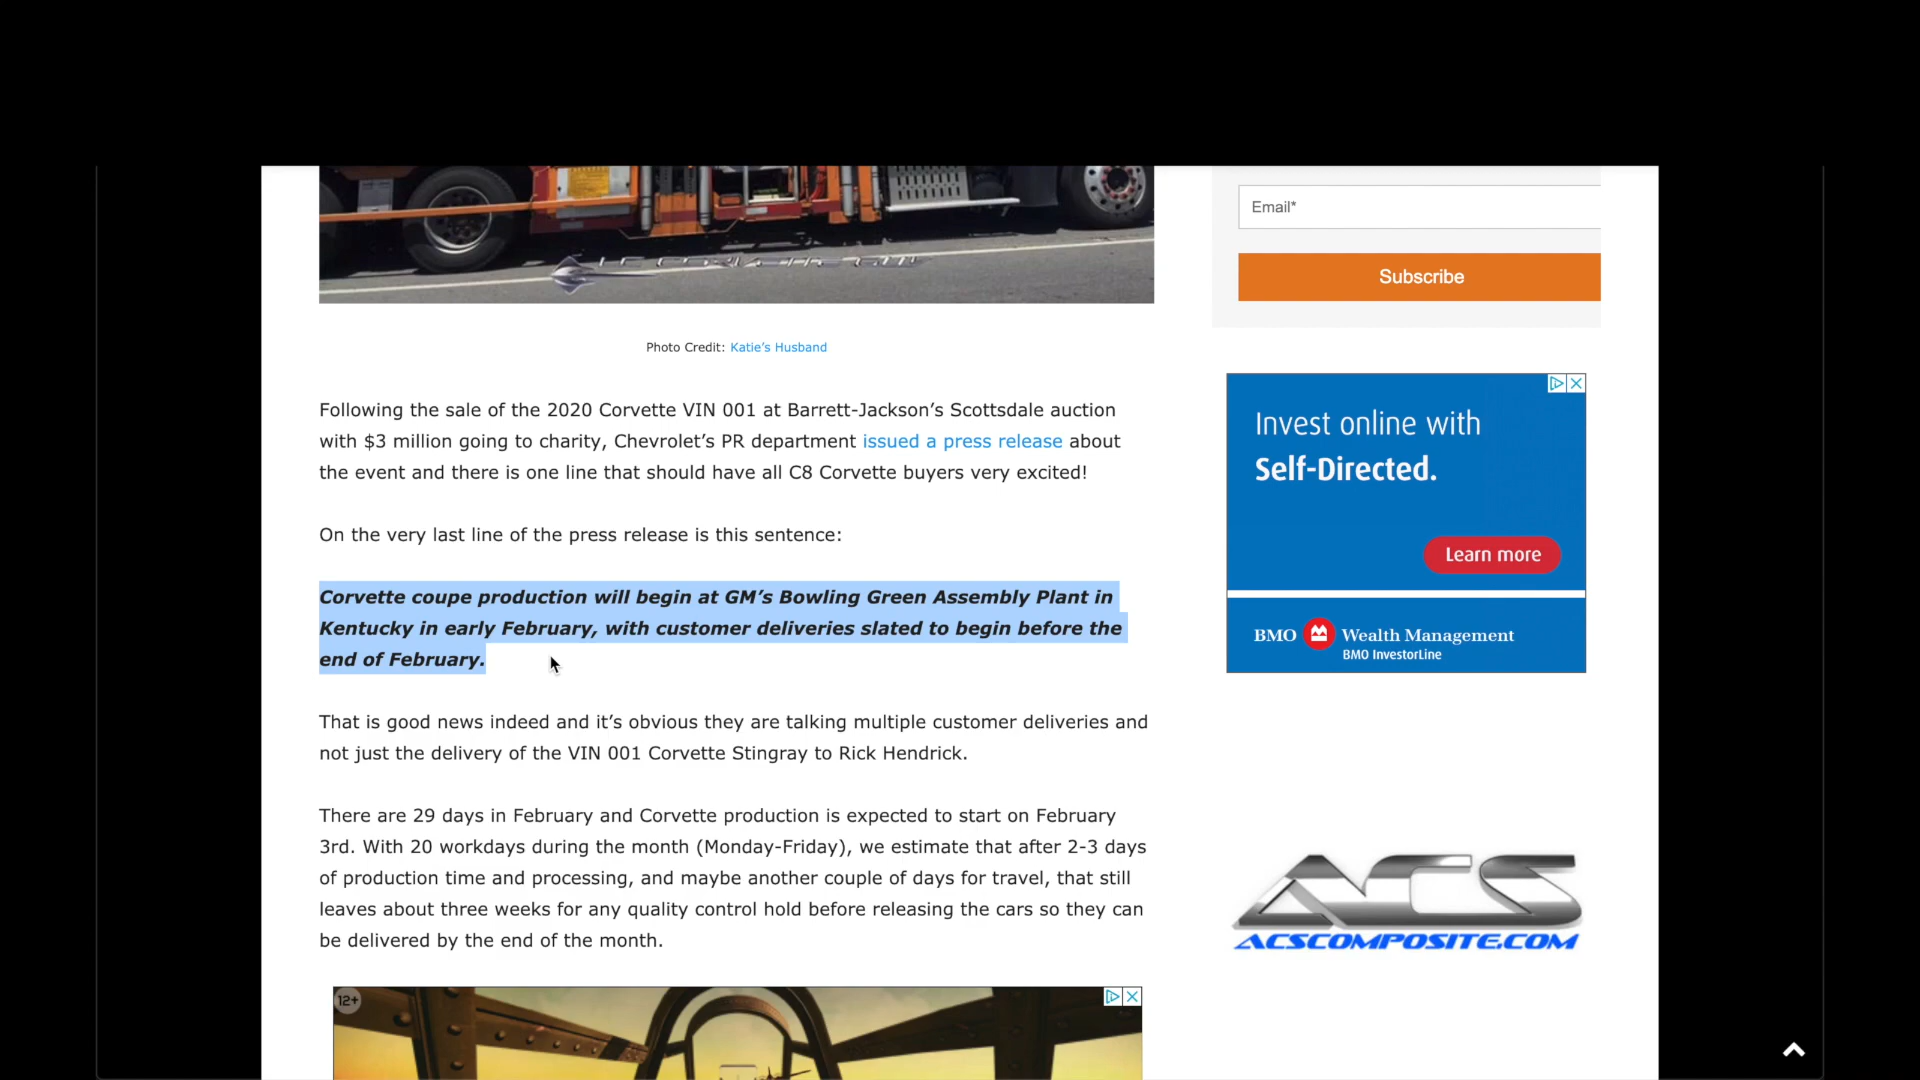 Email*
Subscribe
Photo Credit: Katie’s Husband
Following the sale of the 2020 Corvette VIN 001 at Barrett-Jackson’s Scottsdale auction
with $3 million going to charity, Chevrolet’s PR department issued a press release about
the event and there is one line that should have all C8 Corvette buyers very excited!
On the very last line of the press release is this sentence:
Corvette coupe production will begin at GM’s Bowling Green Assembly Plant in
Kentucky in early February, with customer deliveries slated to begin before the
end of February.
That is good news indeed and it’s obvious they are talking multiple customer deliveries and
not just the delivery of the VIN 001 Corvette Stingray to Rick Hendrick.
There are 29 days in February and Corvette production is expected to start on February
3rd. With 20 workdays during the month (Monday-Friday), we estimate that after 2-3 days
of production time and processing, and maybe another couple of days for travel, that still
leaves about three weeks for any quality control hold before releasing the cars so they can
be delivered by the end of the month.
12+
Invest online with
Self-Directed.
Learn more
BMO Wealth Management
BMO InvestorLine
ACS
ACSCOMPOSITE.COM